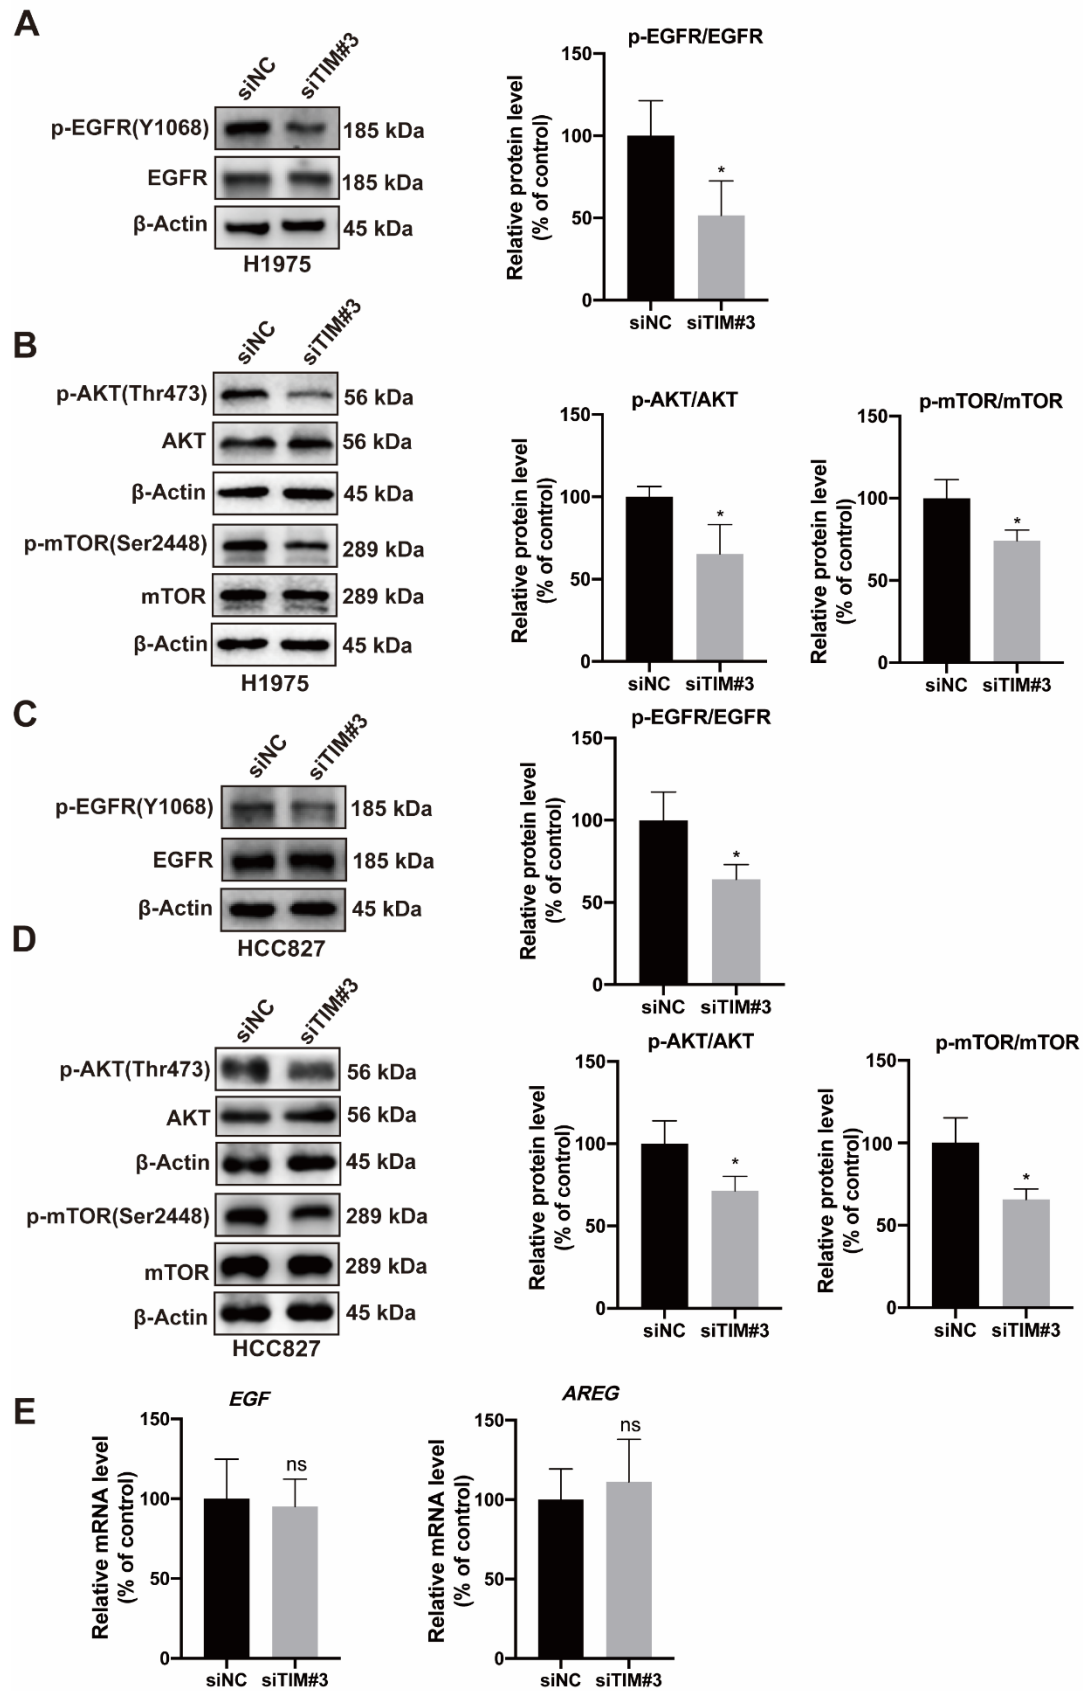 A
siNC siTIM#3
p-EGFR(Y1068) 185 kDa
EGFR 185 kDa
β-Actin 45 kDa
H1975
p-EGFR/EGFR
Relative protein level
(% of control)
150
100
50
0
*
siNC siTIM#3
B
siNC siTIM#3
p-AKT(Thr473) 56 kDa
AKT 56 kDa
β-Actin 45 kDa
p-mTOR(Ser2448) 289 kDa
mTOR 289 kDa
β-Actin 45 kDa
H1975
p-AKT/AKT
Relative protein level
(% of control)
150
100
50
0
*
siNC siTIM#3
p-mTOR/mTOR
Relative protein level
(% of control)
150
100
50
0
*
siNC siTIM#3
C
siNC siTIM#3
p-EGFR(Y1068) 185 kDa
EGFR 185 kDa
β-Actin 45 kDa
HCC827
p-EGFR/EGFR
Relative protein level
(% of control)
150
100
50
0
*
siNC siTIM#3
D
siNC siTIM#3
p-AKT(Thr473) 56 kDa
AKT 56 kDa
β-Actin 45 kDa
p-mTOR(Ser2448) 289 kDa
mTOR 289 kDa
β-Actin 45 kDa
HCC827
p-AKT/AKT
Relative protein level
(% of control)
150
100
50
0
*
siNC siTIM#3
p-mTOR/mTOR
Relative protein level
(% of control)
150
100
50
0
*
siNC siTIM#3
E
EGF
Relative mRNA level
(% of control)
150
100
50
0
ns
siNC siTIM#3
AREG
Relative mRNA level
(% of control)
150
100
50
0
ns
siNC siTIM#3